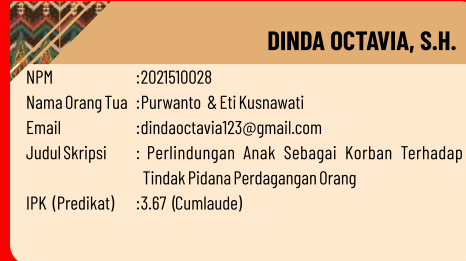 DINDA OCTAVIA, S.H.
NPM :2021510028
Nama Orang Tua :Purwanto & Eti Kusnawati
Email :dindaoctavia123@gmail.com
Judul Skripsi : Perlindungan Anak Sebagai Korban Terhadap
Tindak Pidana Perdagangan Orang
IPK (Predikat) :3.67 (Cumlaude)